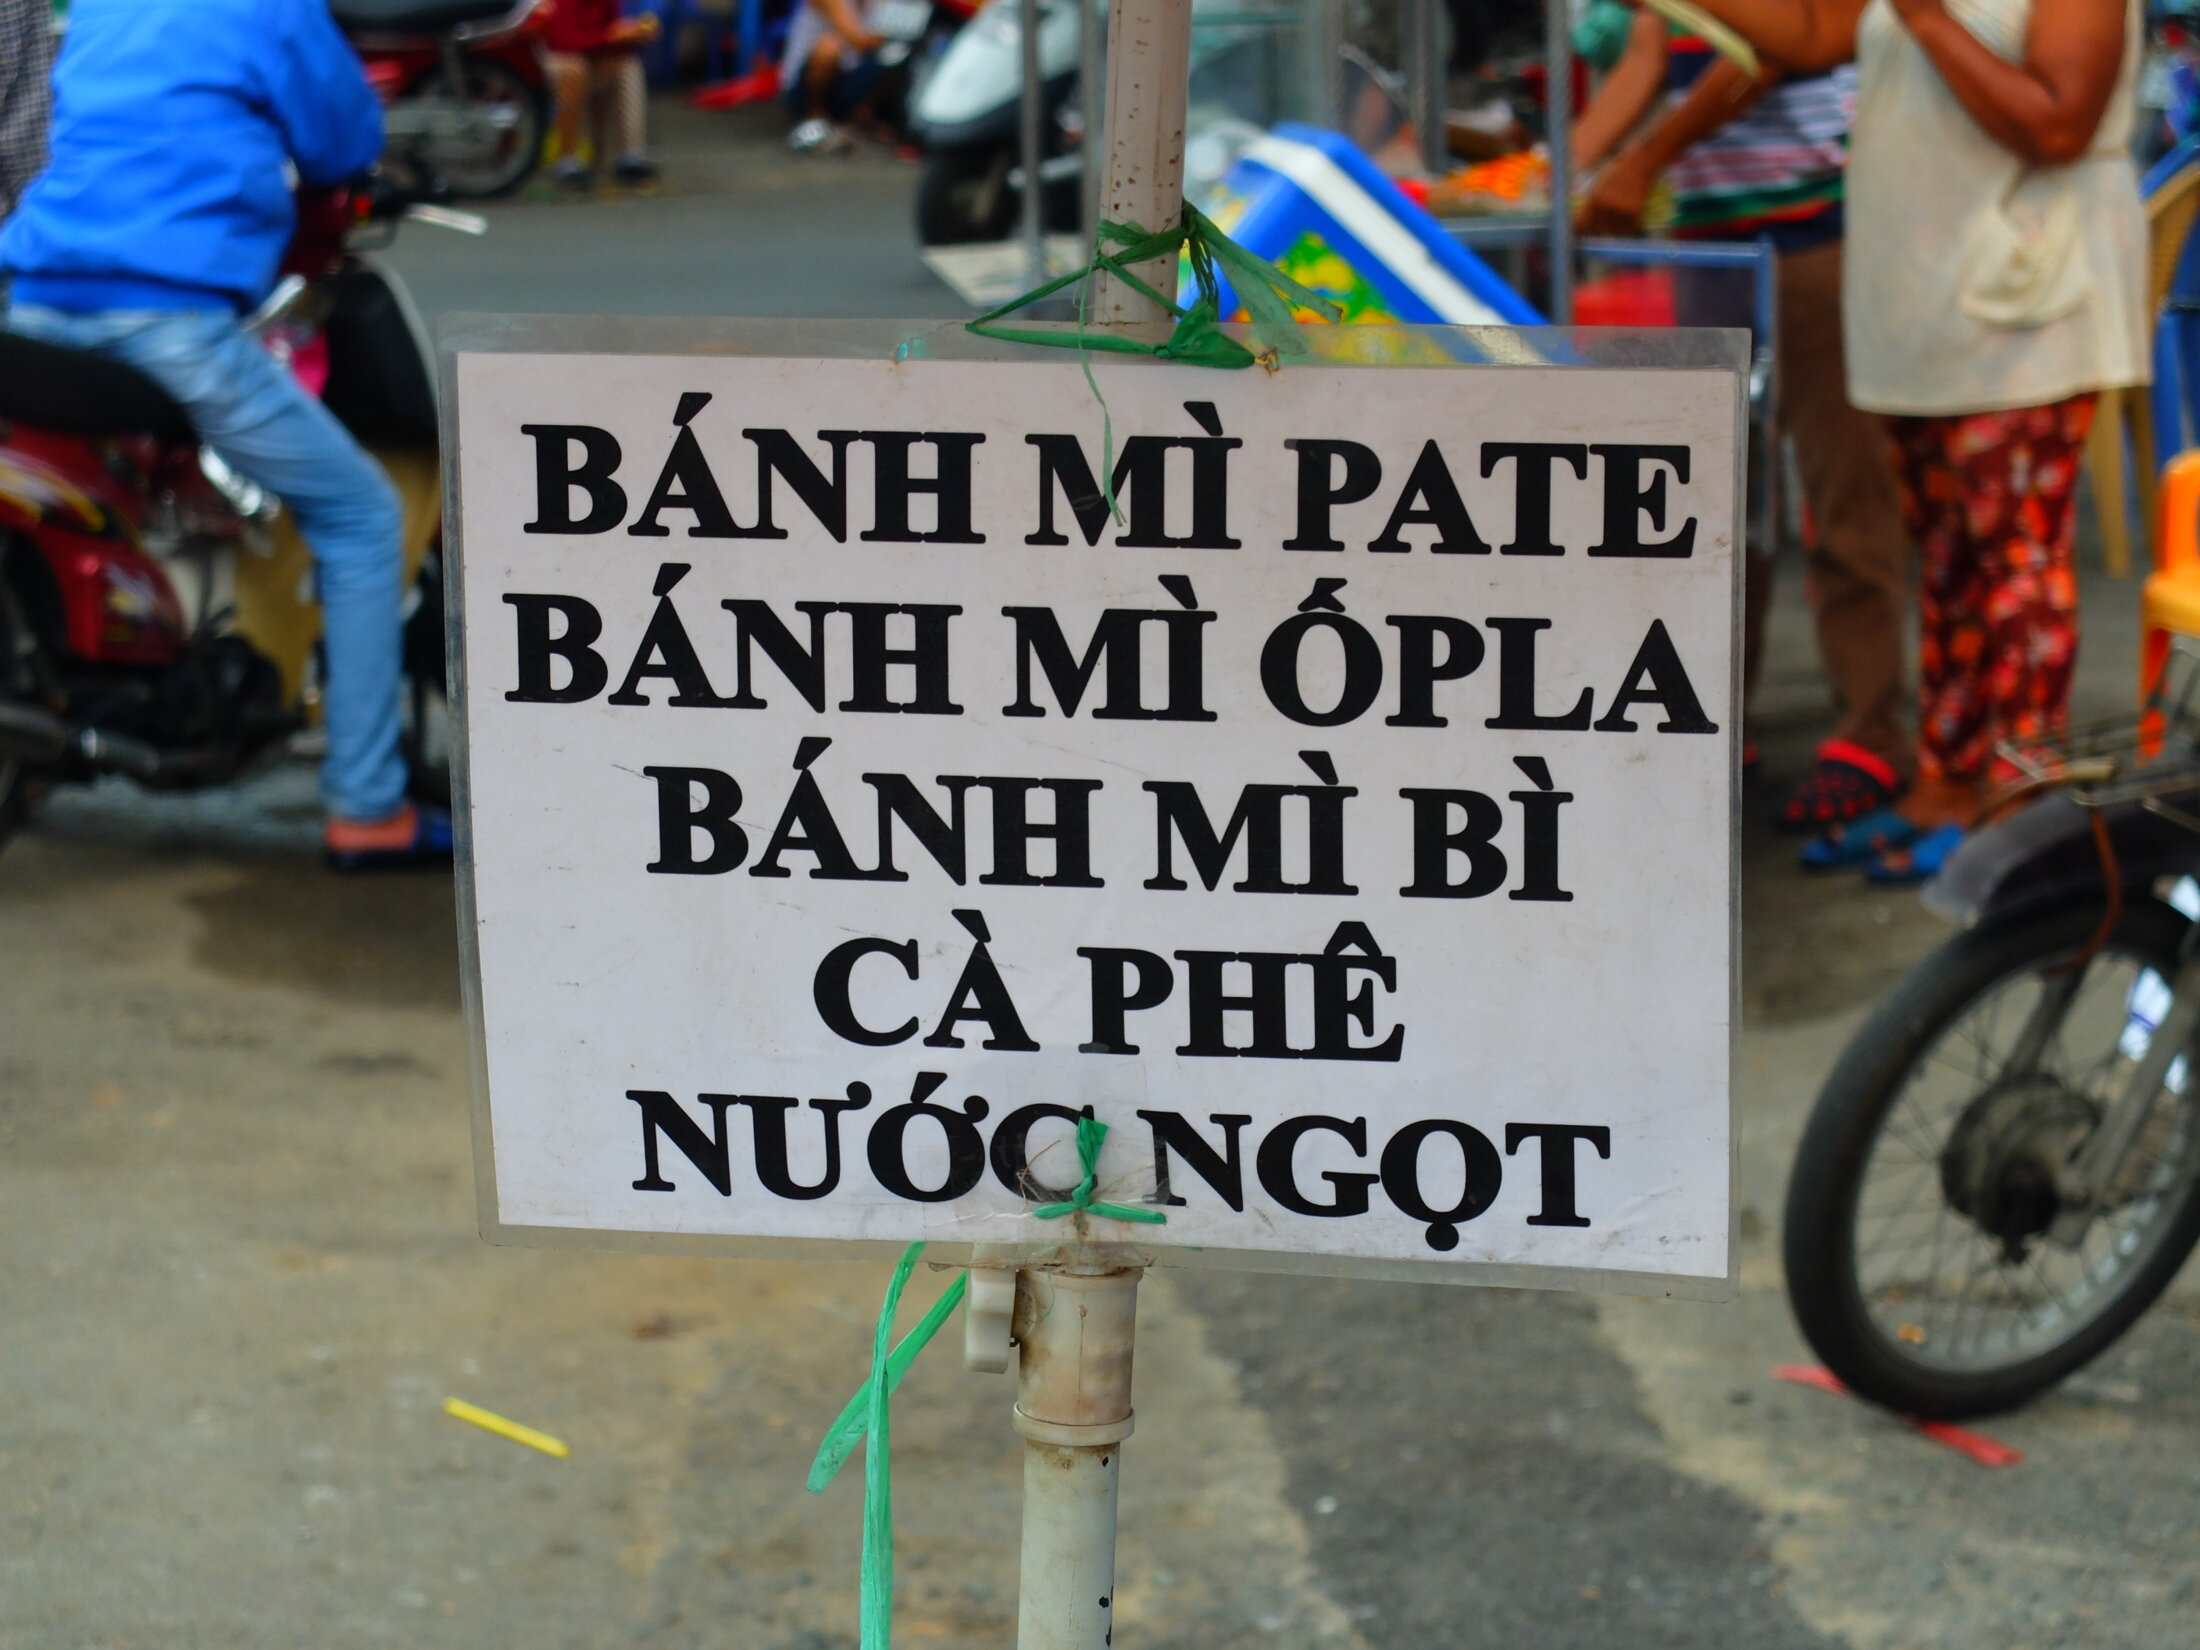 BÁNH MÌ PATE
BÁNH MÌ ỐPLA
BÁNH MÌ BÌ
CÀ PHÊ
NƯỚC NGỌT